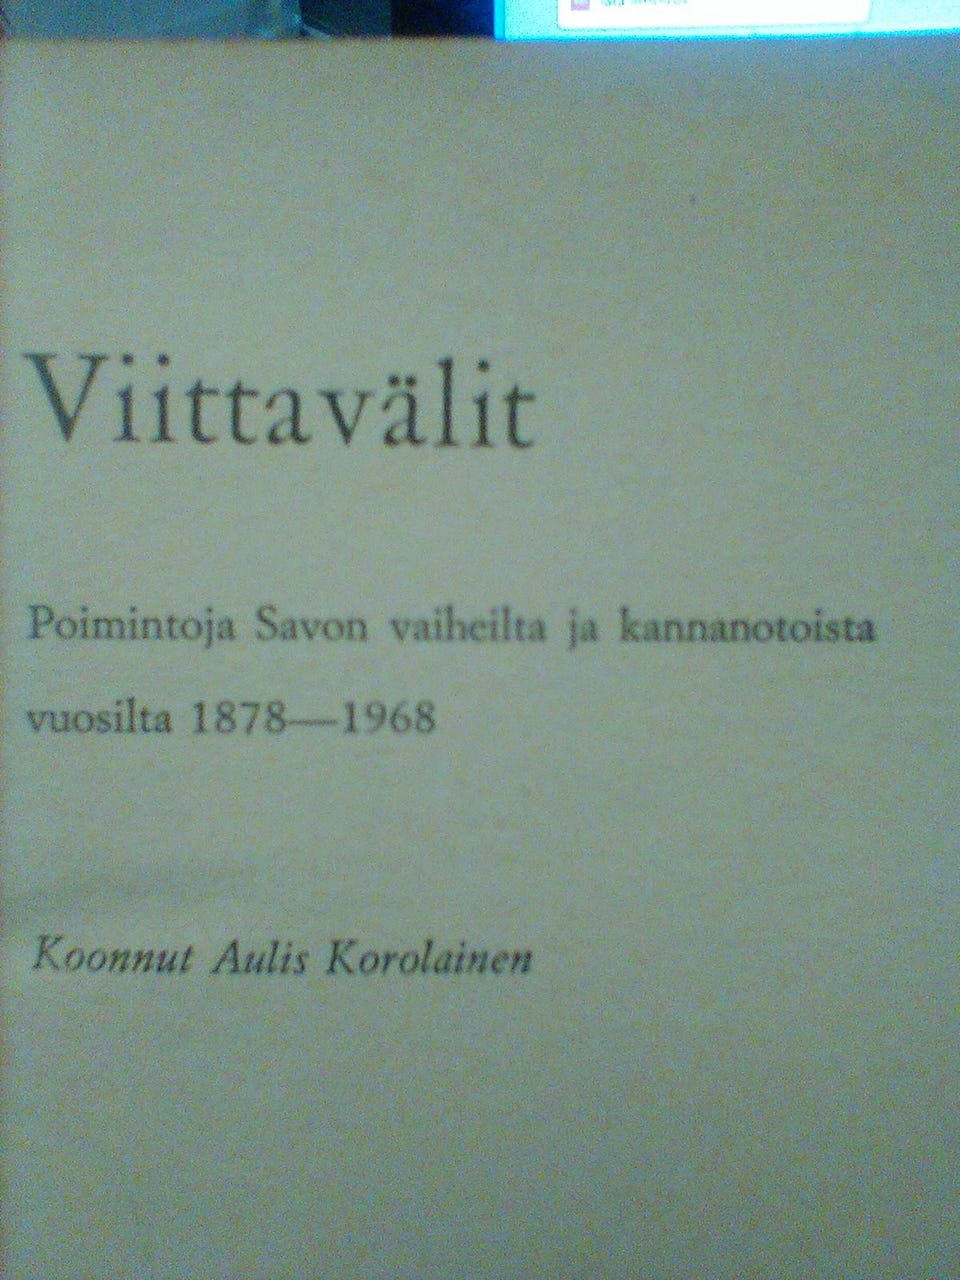 Viittavälit
Poimintoja Savon vaiheilta ja kannanotoista
vuosilta 1878—1968
Koonnut Aulis Korolainen